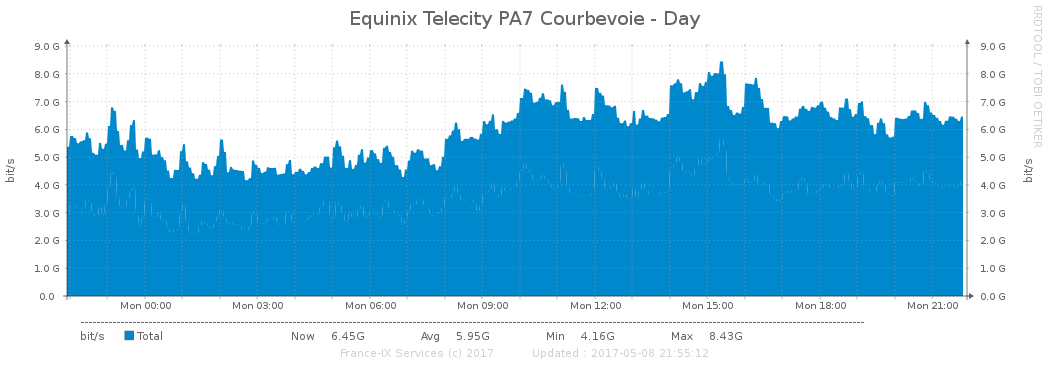 Equinix Telecity PA7 Courbevoie - Day
RRDTOOL / TOBI OETIKER
9.0 G 9.0 G
8.0 G 8.0 G
7.0 G 7.0 G
6.0 G 6.0 G
5.0 G 5.0 G
4.0 G 4.0 G
3.0 G 3.0 G
2.0 G 2.0 G
1.0 G 1.0 G
0.0 0.0 G
bit/s
bit/s
Mon 00:00 Mon 03:00 Mon 06:00 Mon 09:00 Mon 12:00 Mon 15:00 Mon 18:00 Mon 21:00
bit/s Total Now 6.45G Avg 5.95G Min 4.16G Max 8.43G
France-IX Services (c) 2017 Updated : 2017-05-08 21:55:12